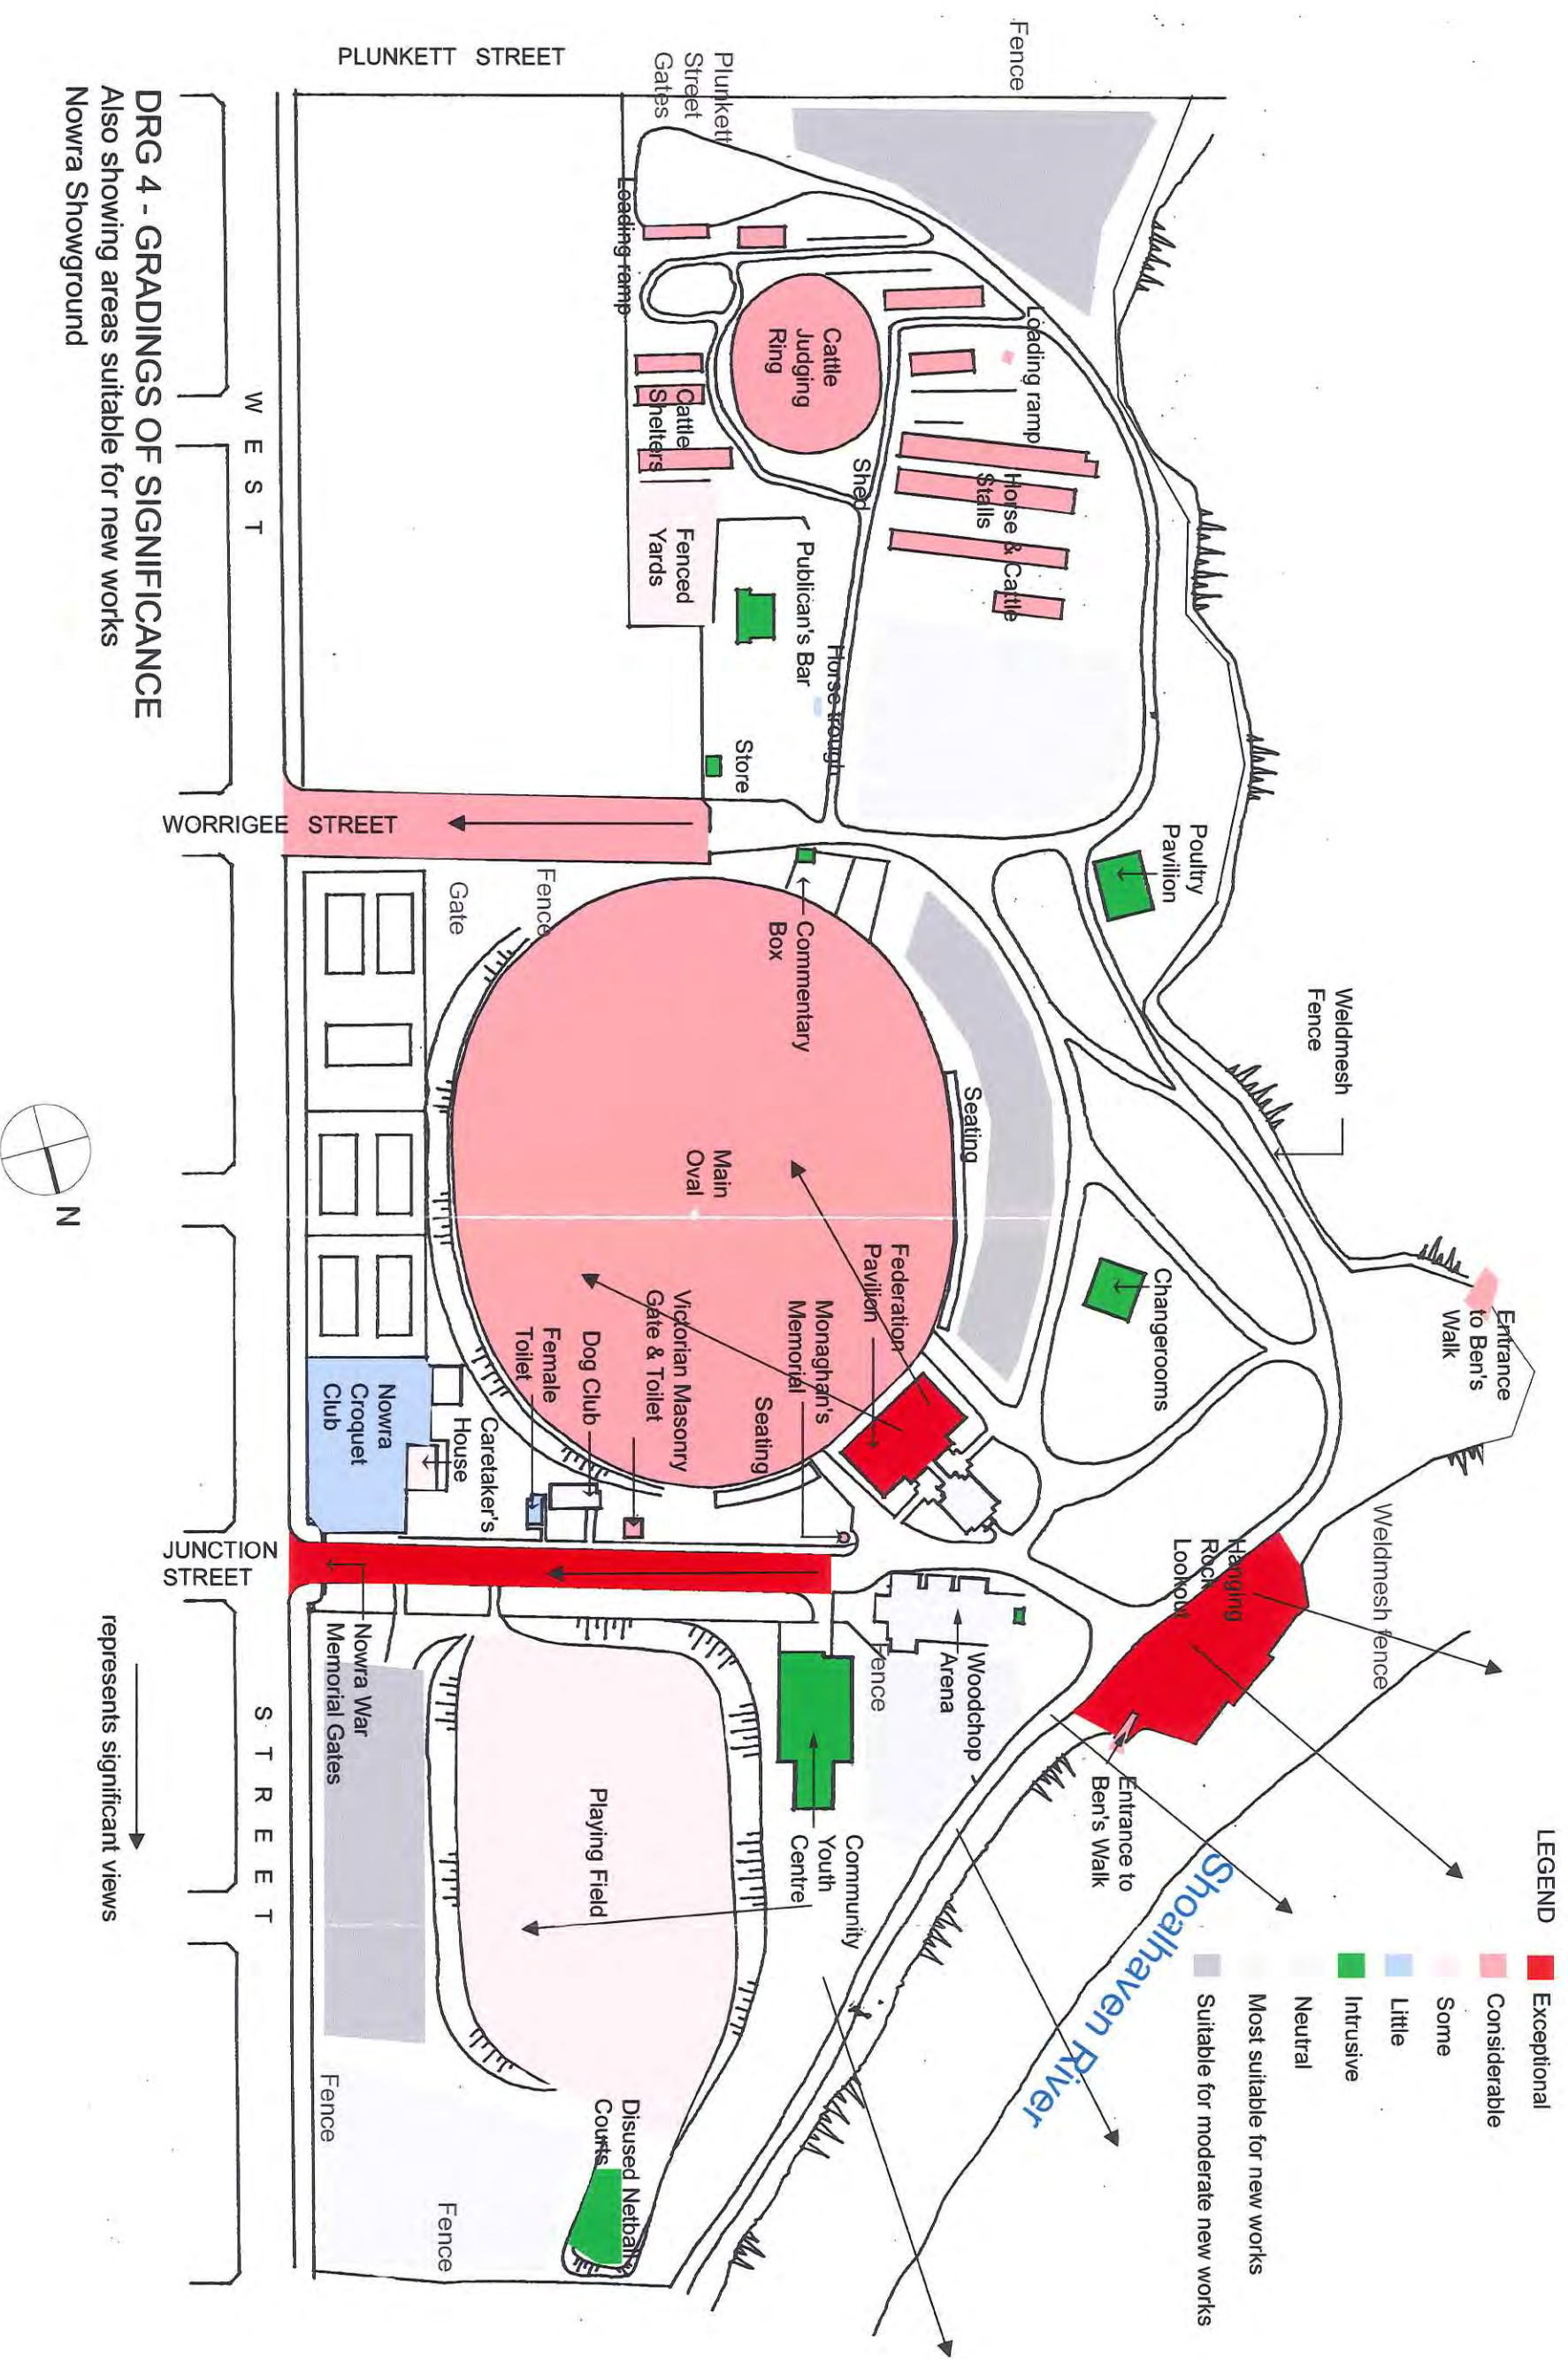 DRG 4 - GRADINGS OF SIGNIFICANCE
Also showing areas suitable for new works
Nowra Showground
PLUNKETT STREET
Plunkett
Street
Gates
Fence
Loading ramp
Cattle
Judging
Ring
Loading ramp
Cattle
Shelters
Shed
Horse & Cattle
Stalls
Fenced
Yards
Publican's Bar
Horse trough
Store
WEST
WORRIGEE STREET
Poultry
Pavilion
Gate
Fence
Commentary
Box
Weldmesh
Fence
Seating
Main
Oval
Federation
Pavilion
Monaghan's
Memorial
Victorian Masonry
Gate & Toilet
Dog Club
Female
Toilet
Seating
Changerooms
Entrance
to Ben's
Walk
Nowra
Croquet
Club
Caretaker's
House
JUNCTION
STREET
Hanging
Rock
Lookout
Weldmesh fence
Nowra War
Memorial Gates
Fence
Woodchop
Arena
Entrance to
Ben's Walk
Community
Youth
Centre
Playing Field
STREET
Shoalhaven River
Disused Netball
Courts
Fence
Fence
N
represents significant views
LEGEND
Exceptional
Considerable
Some
Little
Intrusive
Neutral
Most suitable for new works
Suitable for moderate new works